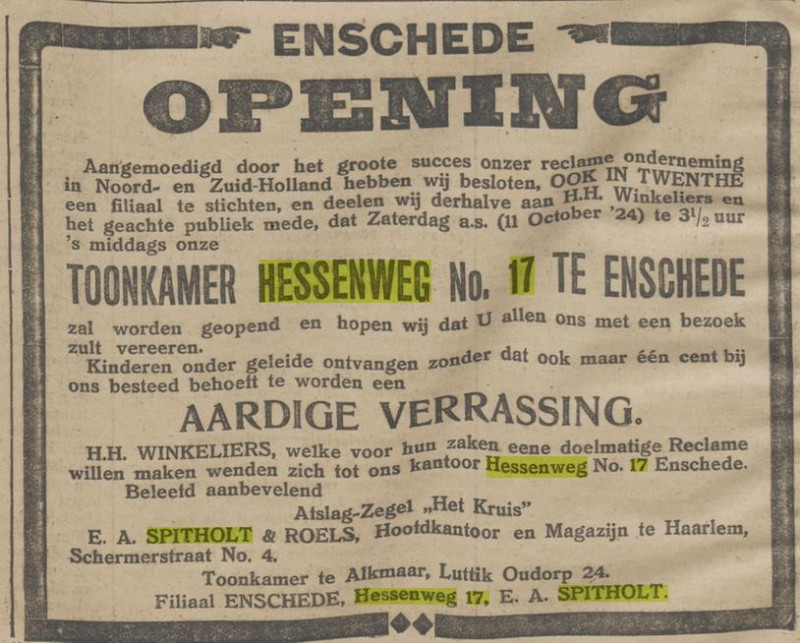 ENSCHEDE
OPENING
Aangemoedigd door het groote succes onzer reclame onderneming
in Noord- en Zuid-Holland hebben wij besloten, OOK IN TWENTHE
een filiaal te stichten, en deelen wij derhalve aan H.H. Winkeliers en
het geachte publiek mede, dat Zaterdag a.s. (11 October '24) te 3½ uur
's middags onze
TOONKAMER HESSENWEG No. 17 TE ENSCHEDE
zal worden geopend en hopen wij dat U allen ons met een bezoek
zult vereeren.
Kinderen onder geleide ontvangen zonder dat ook maar één cent bij
ons besteed behoeft te worden een
AARDIGE VERRASSING.
H.H. WINKELIERS, welke voor hun zaken eene doelmatige Reclame
willen maken wenden zich tot ons kantoor Hessenweg No. 17 Enschede.
Beleefd aanbevelend
Afslag-Zegel „Het Kruis"
E. A. SPITHOLT & ROELS, Hoofdkantoor en Magazijn te Haarlem,
Schermerstraat No. 4.
Toonkamer te Alkmaar, Luttik Oudorp 24.
Filiaal ENSCHEDE, Hessenweg 17, E. A. SPITHOLT.